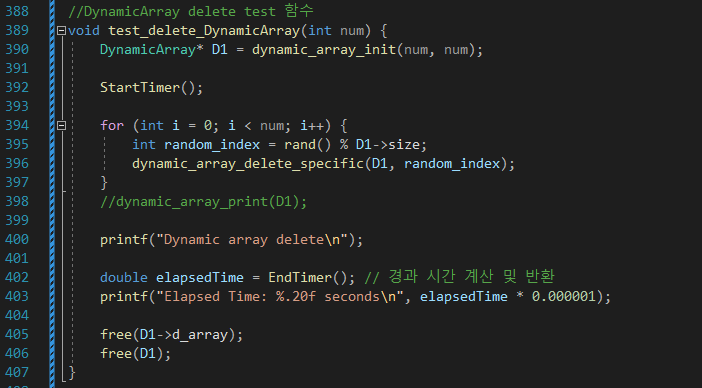 388 //DynamicArray delete test 함수
389 void test_delete_DynamicArray(int num) {
390 DynamicArray* D1 = dynamic_array_init(num, num);
391
392 StartTimer();
393
394 for (int i = 0; i < num; i++) {
395 int random_index = rand() % D1->size;
396 dynamic_array_delete_specific(D1, random_index);
397 }
398 //dynamic_array_print(D1);
399
400 printf("Dynamic array delete\n");
401
402 double elapsedTime = EndTimer(); // 경과 시간 계산 및 반환
403 printf("Elapsed Time: %.20f seconds\n", elapsedTime * 0.000001);
404
405 free(D1->d_array);
406 free(D1);
407 }